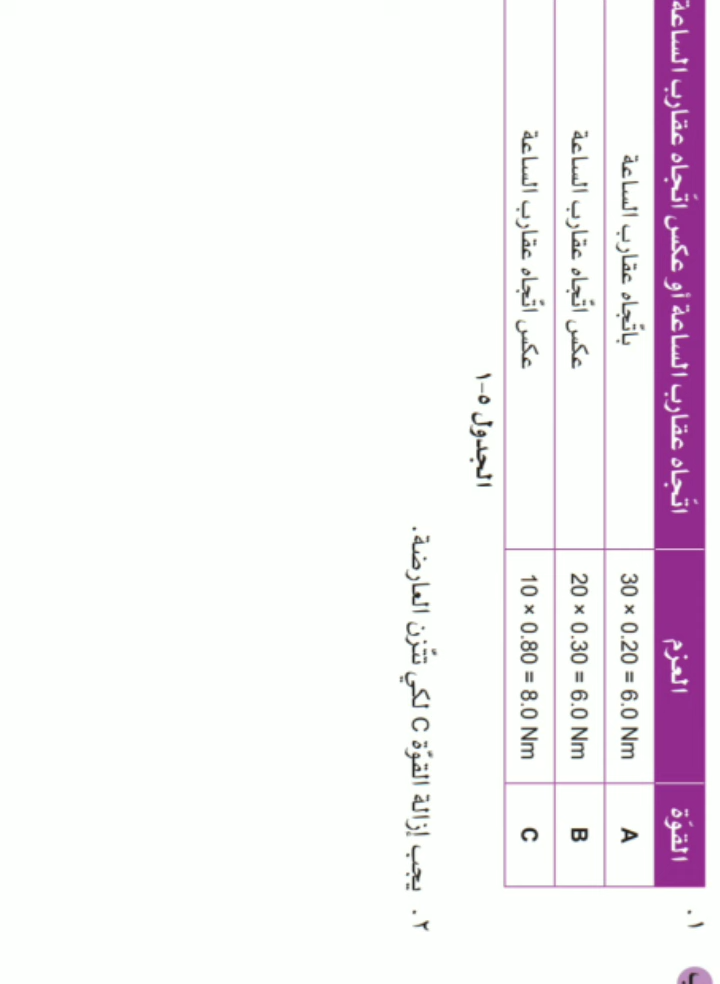 ب
١. القوّة العزم اتّجاه عقارب الساعة أو عكس اتّجاه عقارب الساعة
A 30 × 0.20 = 6.0 Nm باتّجاه عقارب الساعة
B 20 × 0.30 = 6.0 Nm عكس اتّجاه عقارب الساعة
C 10 × 0.80 = 8.0 Nm عكس اتّجاه عقارب الساعة
الجدول ٥-١
٢. يجب إزالة القوّة C لكي تتّزن العارضة.